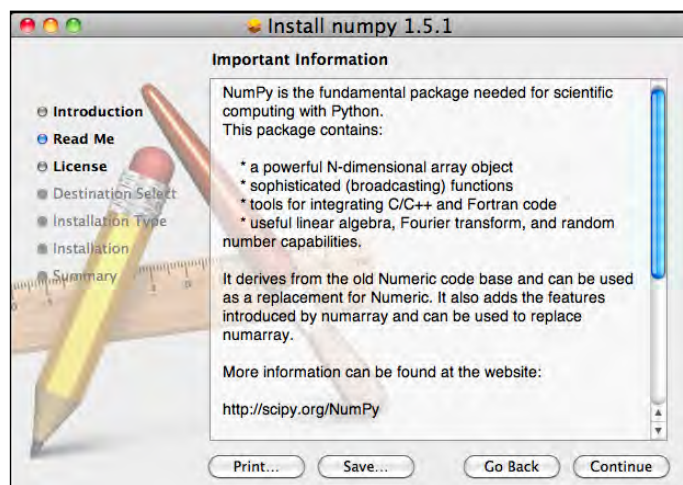 Install numpy 1.5.1
Important Information
Introduction
Read Me
License
Destination Select
Installation Type
Installation
Summary
NumPy is the fundamental package needed for scientific
computing with Python.
This package contains:
* a powerful N-dimensional array object
* sophisticated (broadcasting) functions
* tools for integrating C/C++ and Fortran code
* useful linear algebra, Fourier transform, and random
number capabilities.
It derives from the old Numeric code base and can be used
as a replacement for Numeric. It also adds the features
introduced by numarray and can be used to replace
numarray.
More information can be found at the website:
http://scipy.org/NumPy
Print... Save... Go Back Continue